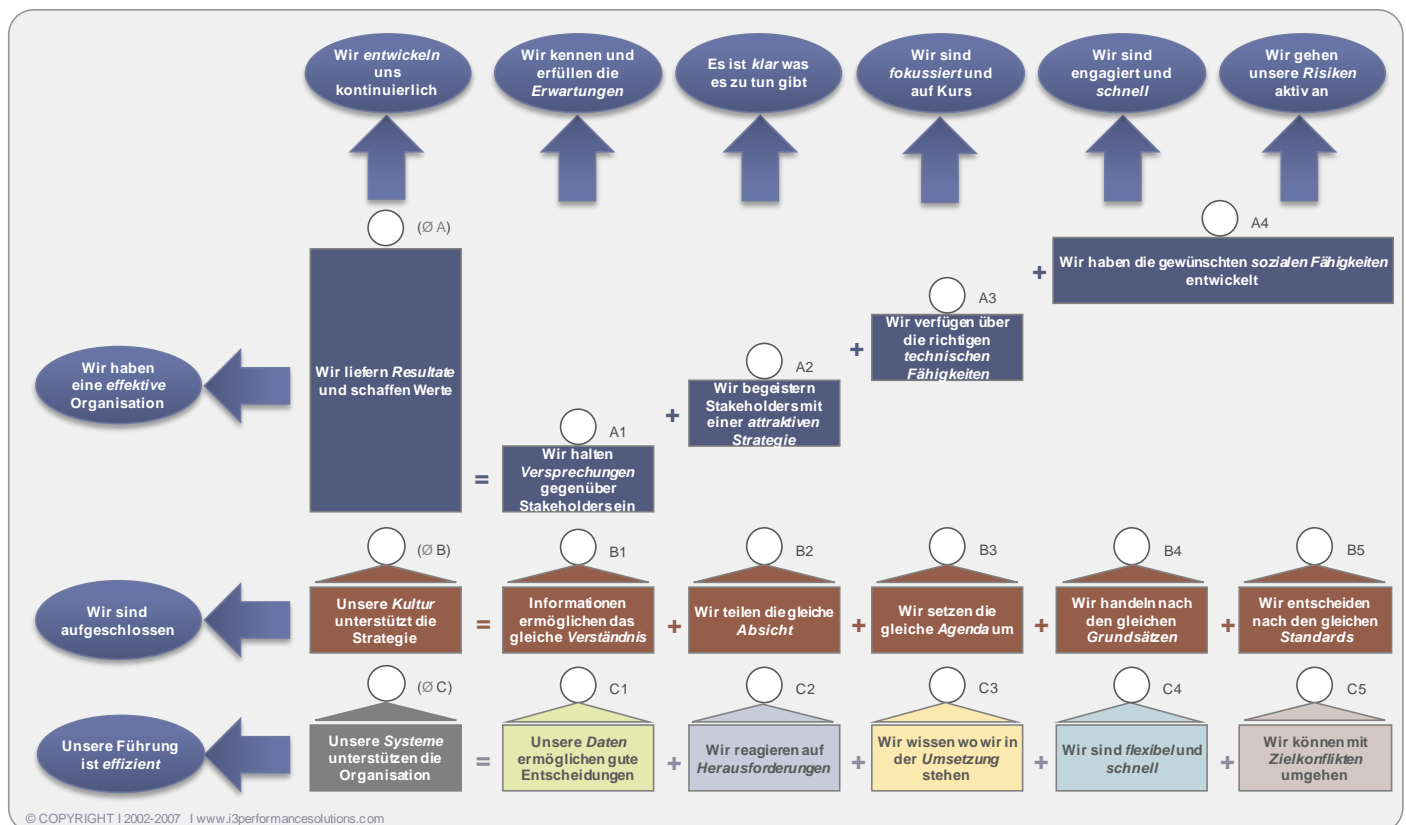 Wir entwickeln
uns
kontinuierlich
Wir kennen und
erfüllen die
Erwartungen
Es ist klar was
es zu tun gibt
Wir sind
fokussiert und
auf Kurs
Wir sind
engagiert und
schnell
Wir gehen
unsere Risiken
aktiv an
(Ø A)
A4
Wir haben die gewünschten sozialen Fähigkeiten
entwickelt
+
A3
Wir verfügen über
die richtigen
technischen
Fähigkeiten
+
Wir haben
eine effektive
Organisation
Wir liefern Resultate
und schaffen Werte
A2
Wir begeistern
Stakeholders mit
einer attraktiven
Strategie
+
A1
Wir halten
Versprechungen
gegenüber
Stakeholders ein
=
(Ø B)
B1
B2
B3
B4
B5
Wir sind
aufgeschlossen
Unsere Kultur
unterstützt die
Strategie
=
Informationen
ermöglichen das
gleiche Verständnis
+
Wir teilen die gleiche
Absicht
+
Wir setzen die
gleiche Agenda um
+
Wir handeln nach
den gleichen
Grundsätzen
+
Wir entscheiden
nach den gleichen
Standards
(Ø C)
C1
C2
C3
C4
C5
Unsere Führung
ist effizient
Unsere Systeme
unterstützen die
Organisation
=
Unsere Daten
ermöglichen gute
Entscheidungen
+
Wir reagieren auf
Herausforderungen
+
Wir wissen wo wir in
der Umsetzung
stehen
+
Wir sind flexibel und
schnell
+
Wir können mit
Zielkonflikten
umgehen
© COPYRIGHT I 2002-2007 I www.i3performancesolutions.com